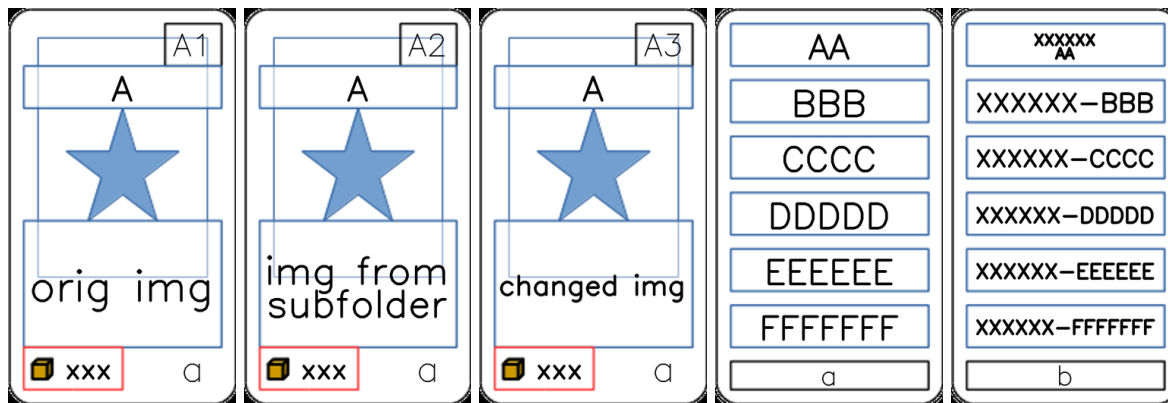 A1
A
orig img
xxx
a
A2
A
img from
subfolder
xxx
a
A3
A
changed img
xxx
a
AA
BBB
CCCC
DDDDD
EEEEEE
FFFFFFF
a
XXXXXX
AA
XXXXXX-BBB
XXXXXX-CCCC
XXXXXX-DDDDD
XXXXXX-EEEEEE
XXXXXX-FFFFFFF
b